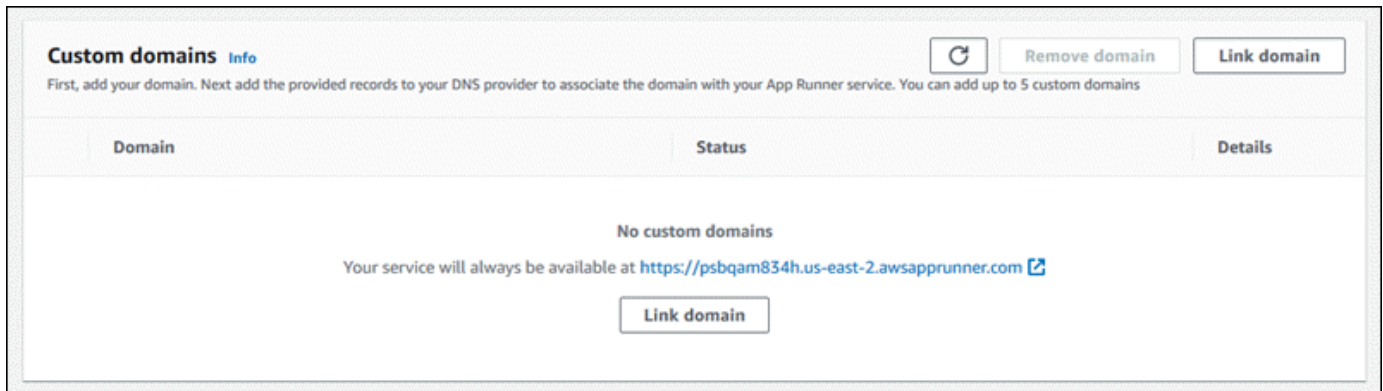 Custom domains Info
Remove domain
Link domain
First, add your domain. Next add the provided records to your DNS provider to associate the domain with your App Runner service. You can add up to 5 custom domains
Domain
Status
Details
No custom domains
Your service will always be available at https://psbqam834h.us-east-2.awsapprunner.com
Link domain